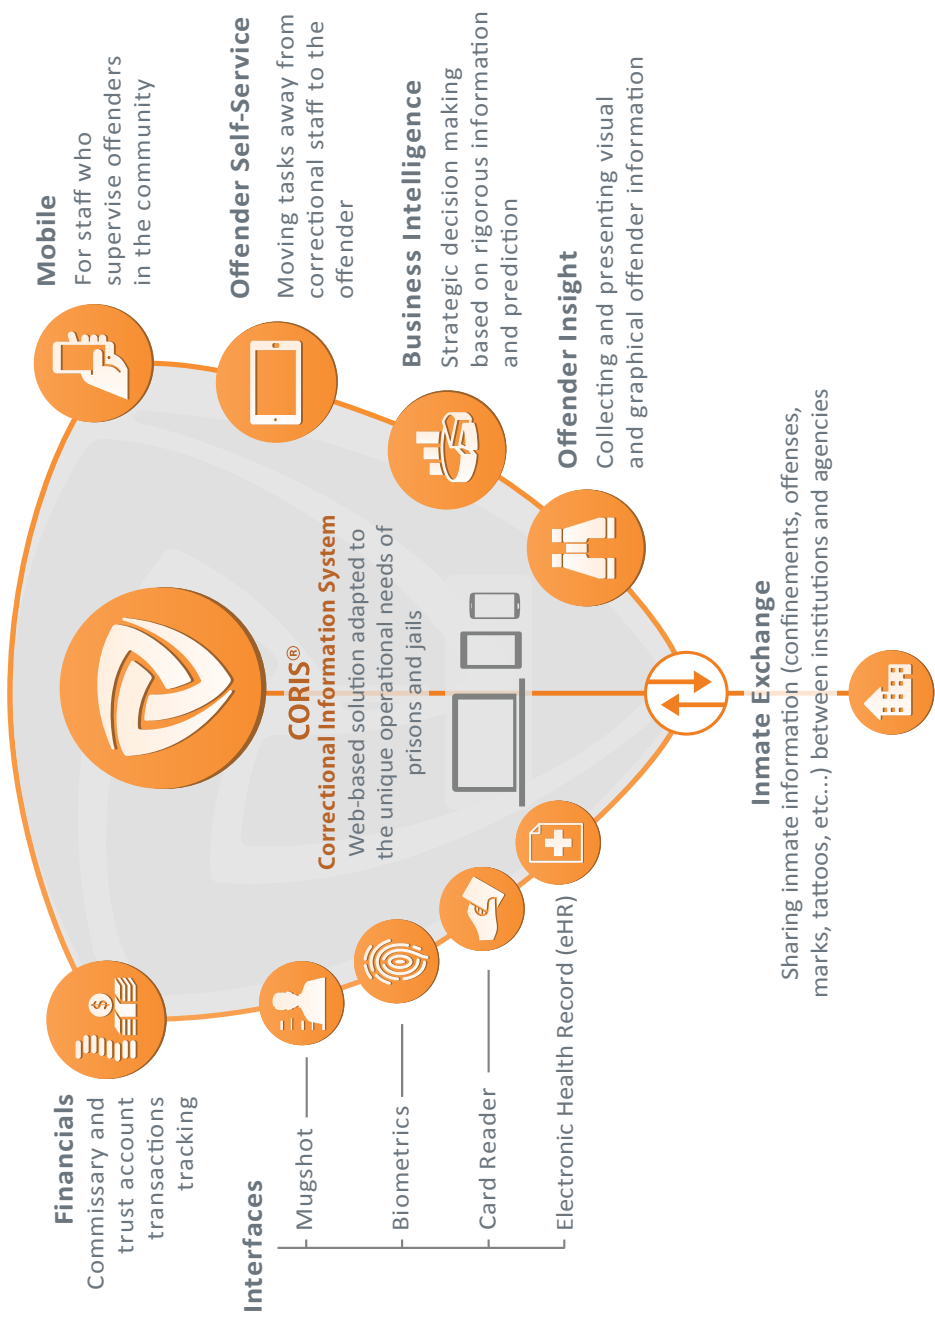 Financials
Commissary and
trust account
transactions
tracking
Interfaces
Mugshot
Biometrics
Card Reader
Electronic Health Record (eHR)
$
CORIS®
Correctional Information System
Web-based solution adapted to
the unique operational needs of
prisons and jails
Mobile
For staff who
supervise offenders
in the community
Offender Self-Service
Moving tasks away from
correctional staff to the
offender
Business Intelligence
Strategic decision making
based on rigorous information
and prediction
Offender Insight
Collecting and presenting visual
and graphical offender information
Inmate Exchange
Sharing inmate information (confinements, offenses,
marks, tattoos, etc...) between institutions and agencies